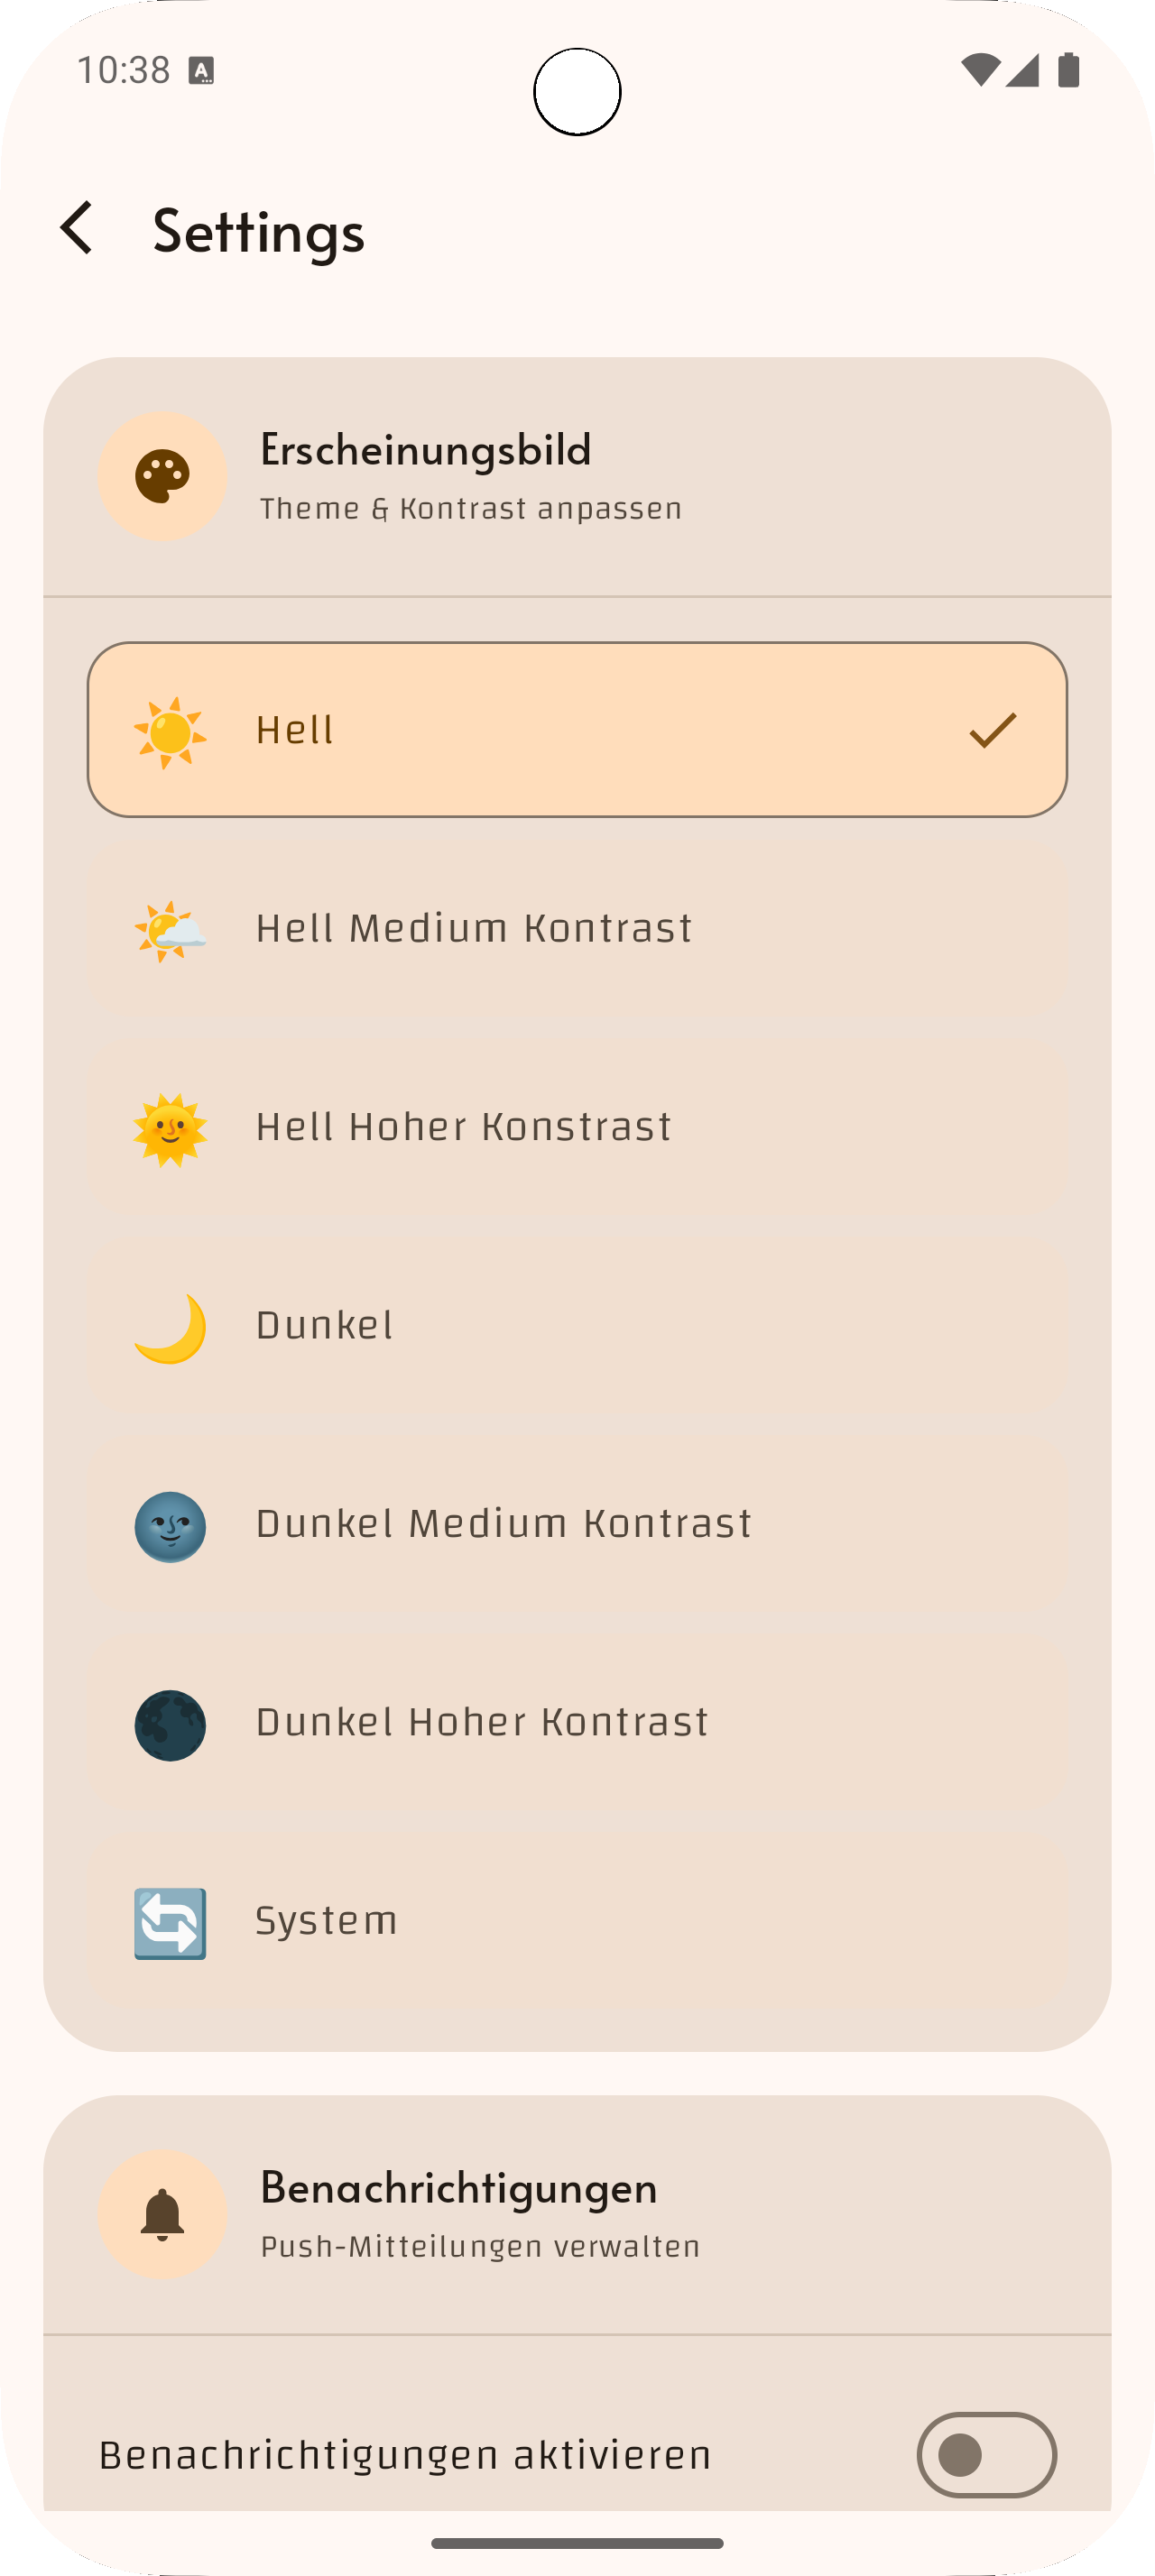 10:38
Settings
Erscheinungsbild
Theme & Kontrast anpassen
Hell
Hell Medium Kontrast
Hell Hoher Konstrast
Dunkel
Dunkel Medium Kontrast
Dunkel Hoher Kontrast
System
Benachrichtigungen
Push-Mitteilungen verwalten
Benachrichtigungen aktivieren